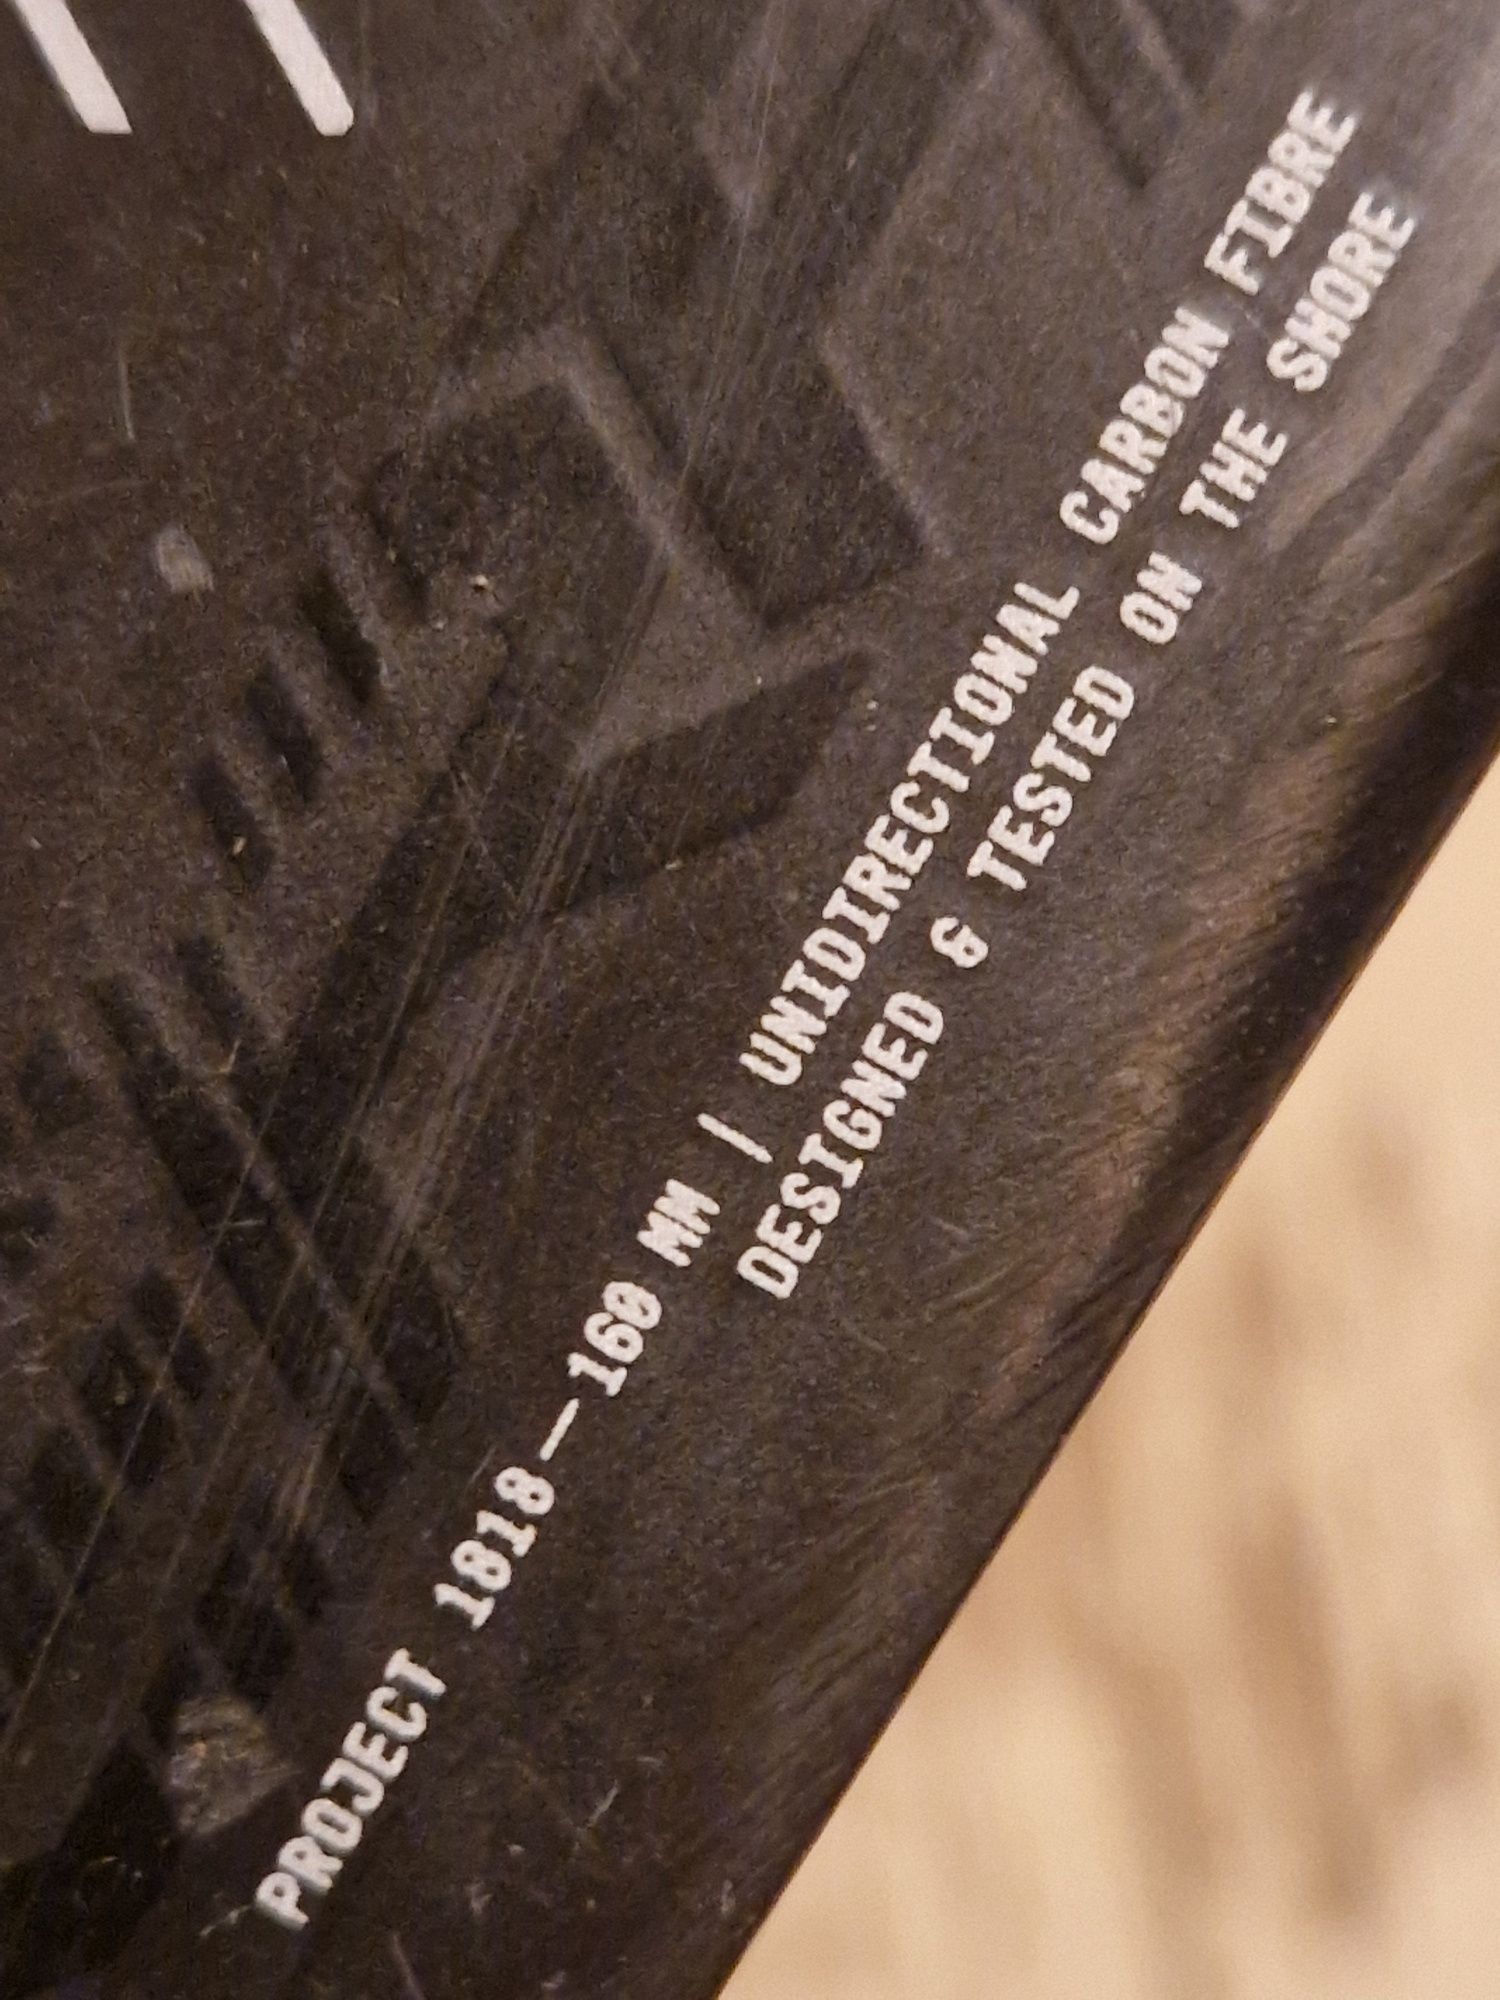 PROJECT 1818—160 MM | UNIDIRECTIONAL CARBON FIBRE
DESIGNED & TESTED ON THE SHORE